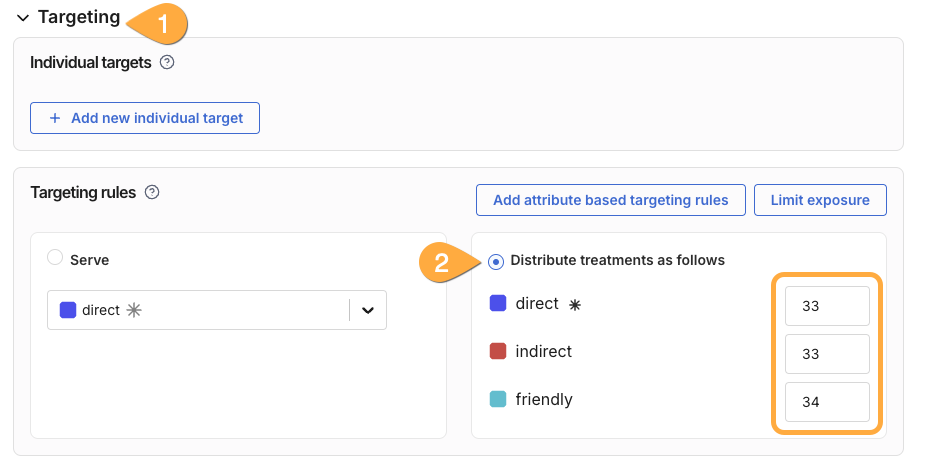 Targeting
1
Individual targets ?
+ Add new individual target
Targeting rules ?
Add attribute based targeting rules
Limit exposure
Serve
2
Distribute treatments as follows
direct
direct
33
indirect
33
friendly
34